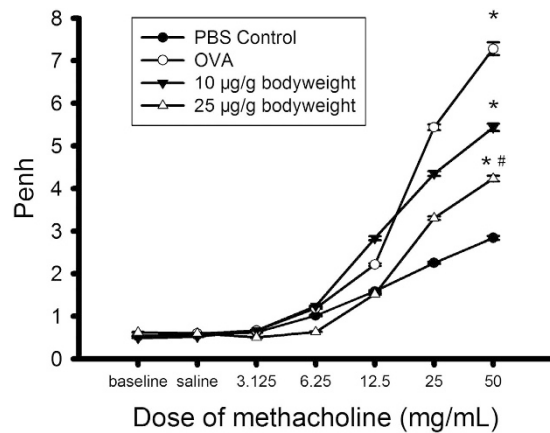 8
7
6
5
4
3
2
1
0
Penh
PBS Control
OVA
10 µg/g bodyweight
25 µg/g bodyweight
*
*
* #
baseline saline 3.125 6.25 12.5 25 50
Dose of methacholine (mg/mL)